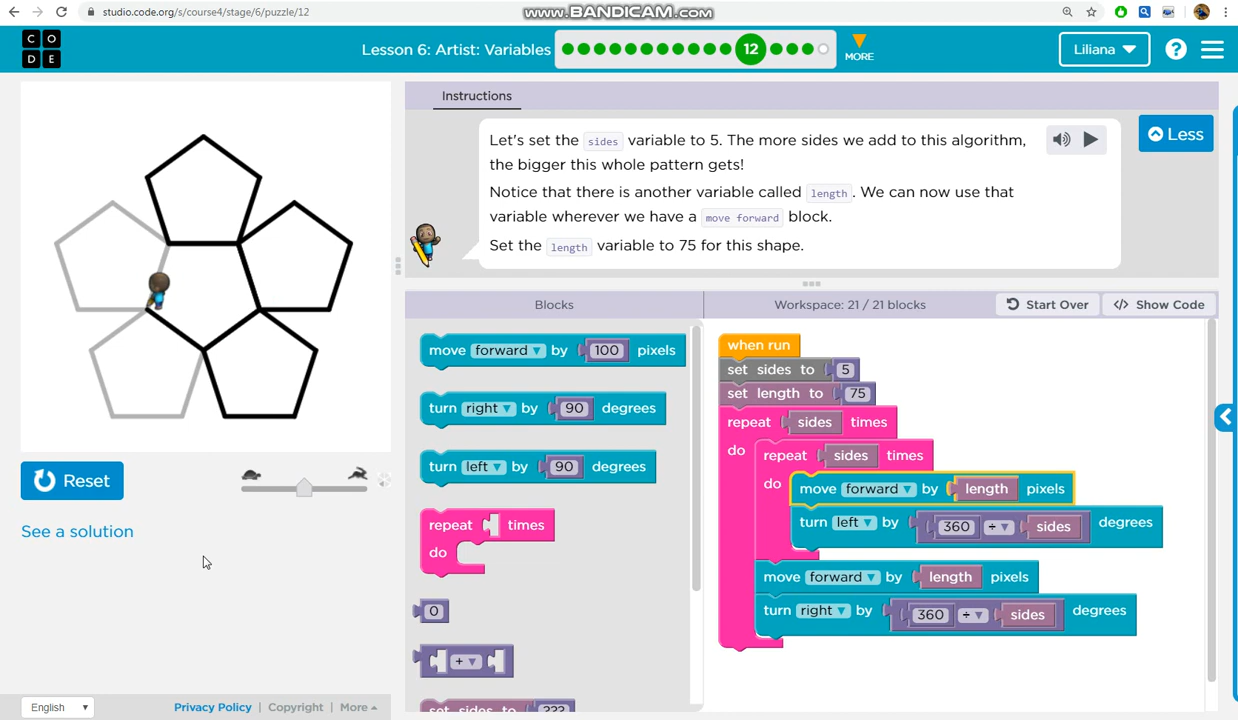 studio.code.org/s/course4/stage/6/puzzle/12
www.BANDICAM.com
C O
D E
Lesson 6: Artist: Variables
12
MORE
Liliana
?
Instructions
Let's set the sides variable to 5. The more sides we add to this algorithm,
the bigger this whole pattern gets!
Notice that there is another variable called length. We can now use that
variable wherever we have a move forward block.
Set the length variable to 75 for this shape.
Less
Blocks
Workspace: 21 / 21 blocks
Start Over
</> Show Code
move forward by 100 pixels
turn right by 90 degrees
turn left by 90 degrees
repeat times
do
0
+
set sides to ???
when run
set sides to 5
set length to 75
repeat sides times
do
repeat sides times
do
move forward by length pixels
turn left by 360 ÷ sides degrees
move forward by length pixels
turn right by 360 ÷ sides degrees
Reset
See a solution
English
Privacy Policy | Copyright | More